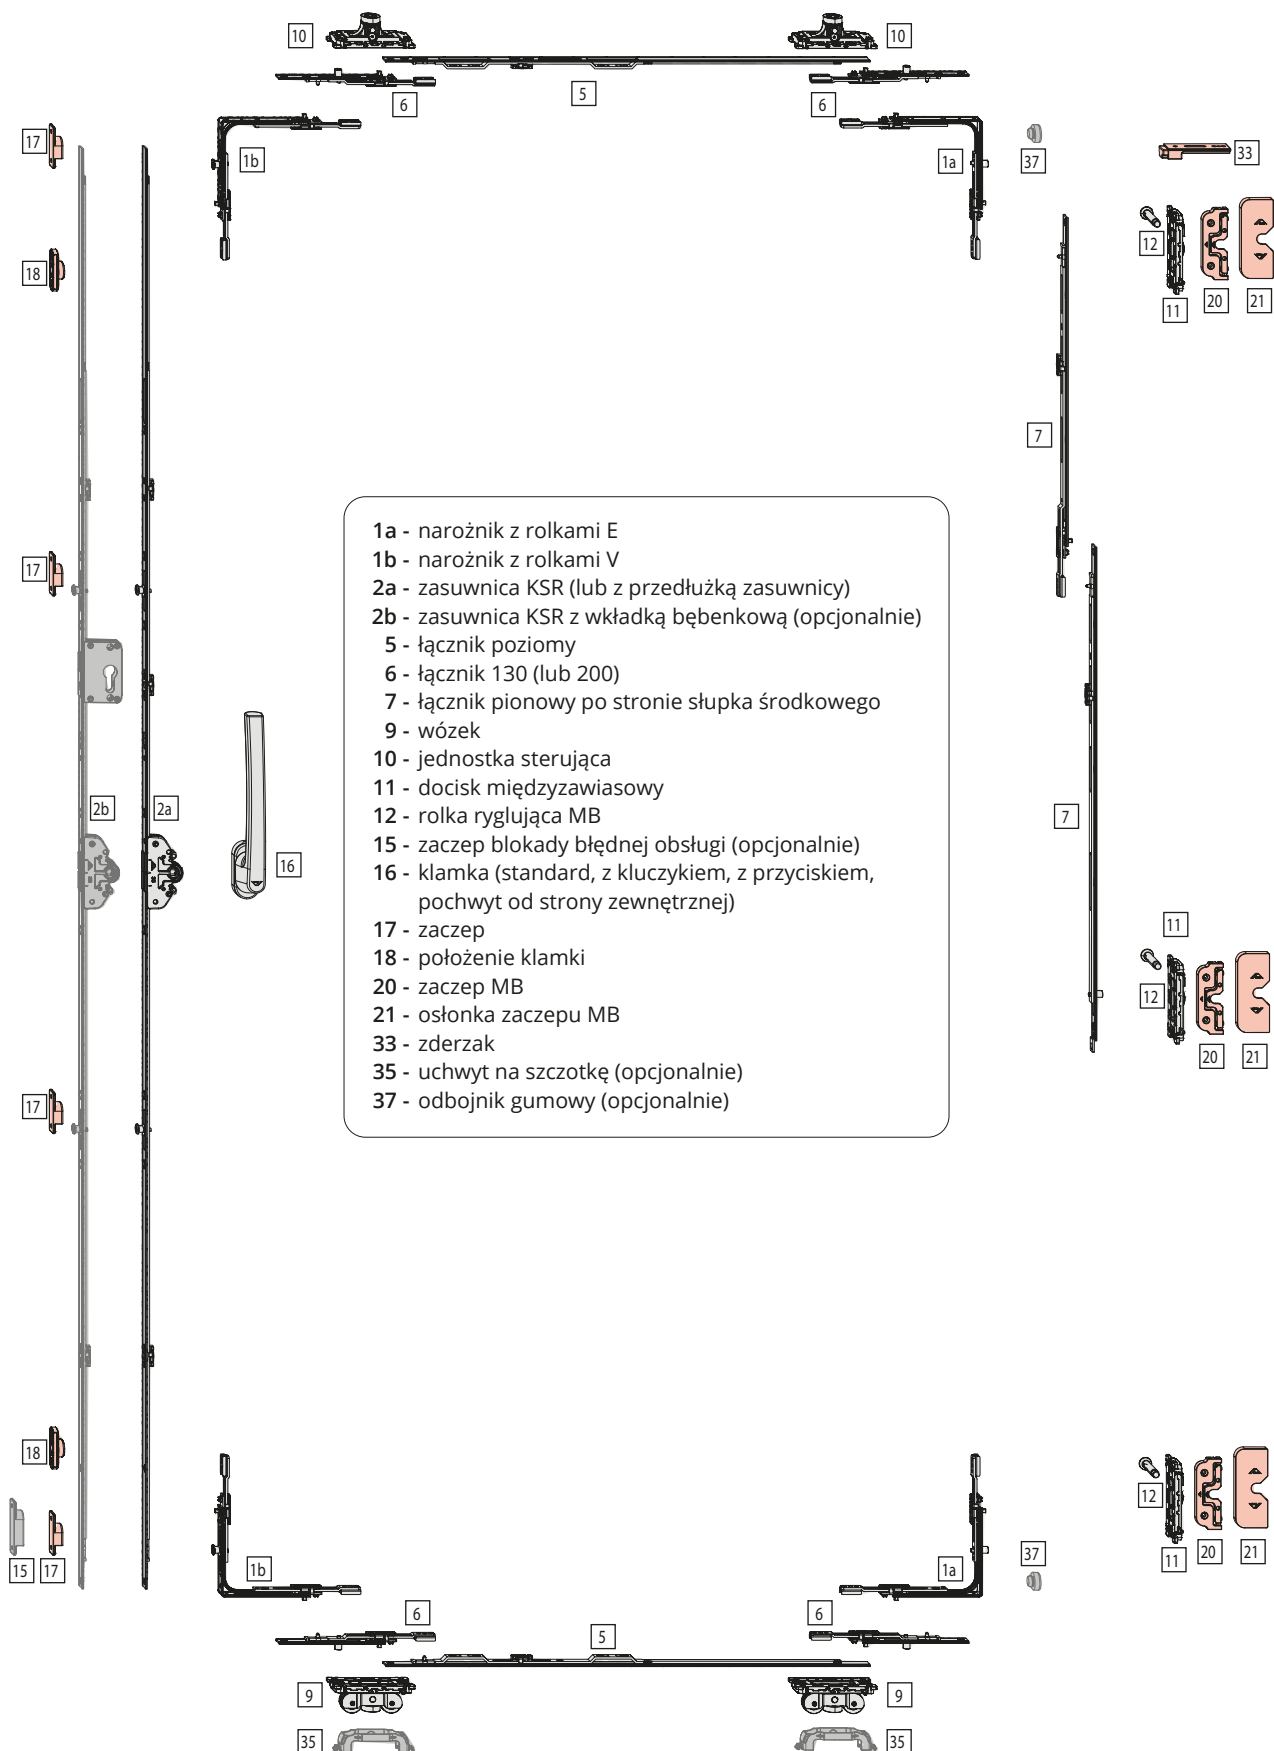 10
10
5
6
6
17
1b
1a
37
33
12
18
11
20
21
7
1a - narożnik z rolkami E
1b - narożnik z rolkami V
2a - zasuwnica KSR (lub z przedłużką zasuwnicy)
2b - zasuwnica KSR z wkładką bębenkową (opcjonalnie)
5 - łącznik poziomy
6 - łącznik 130 (lub 200)
7 - łącznik pionowy po stronie słupka środkowego
9 - wózek
10 - jednostka sterująca
11 - docisk międzyzawiasowy
12 - rolka ryglująca MB
15 - zaczep blokady błędnej obsługi (opcjonalnie)
16 - klamka (standard, z kluczykiem, z przyciskiem,
pochwyt od strony zewnętrznej)
17 - zaczep
18 - położenie klamki
20 - zaczep MB
21 - osłonka zaczepu MB
33 - zderzak
35 - uchwyt na szczotkę (opcjonalnie)
37 - odbojnik gumowy (opcjonalnie)
17
2b
2a
7
16
11
12
20
21
17
18
12
15
17
1b
1a
37
11
20
21
6
6
5
9
9
35
35